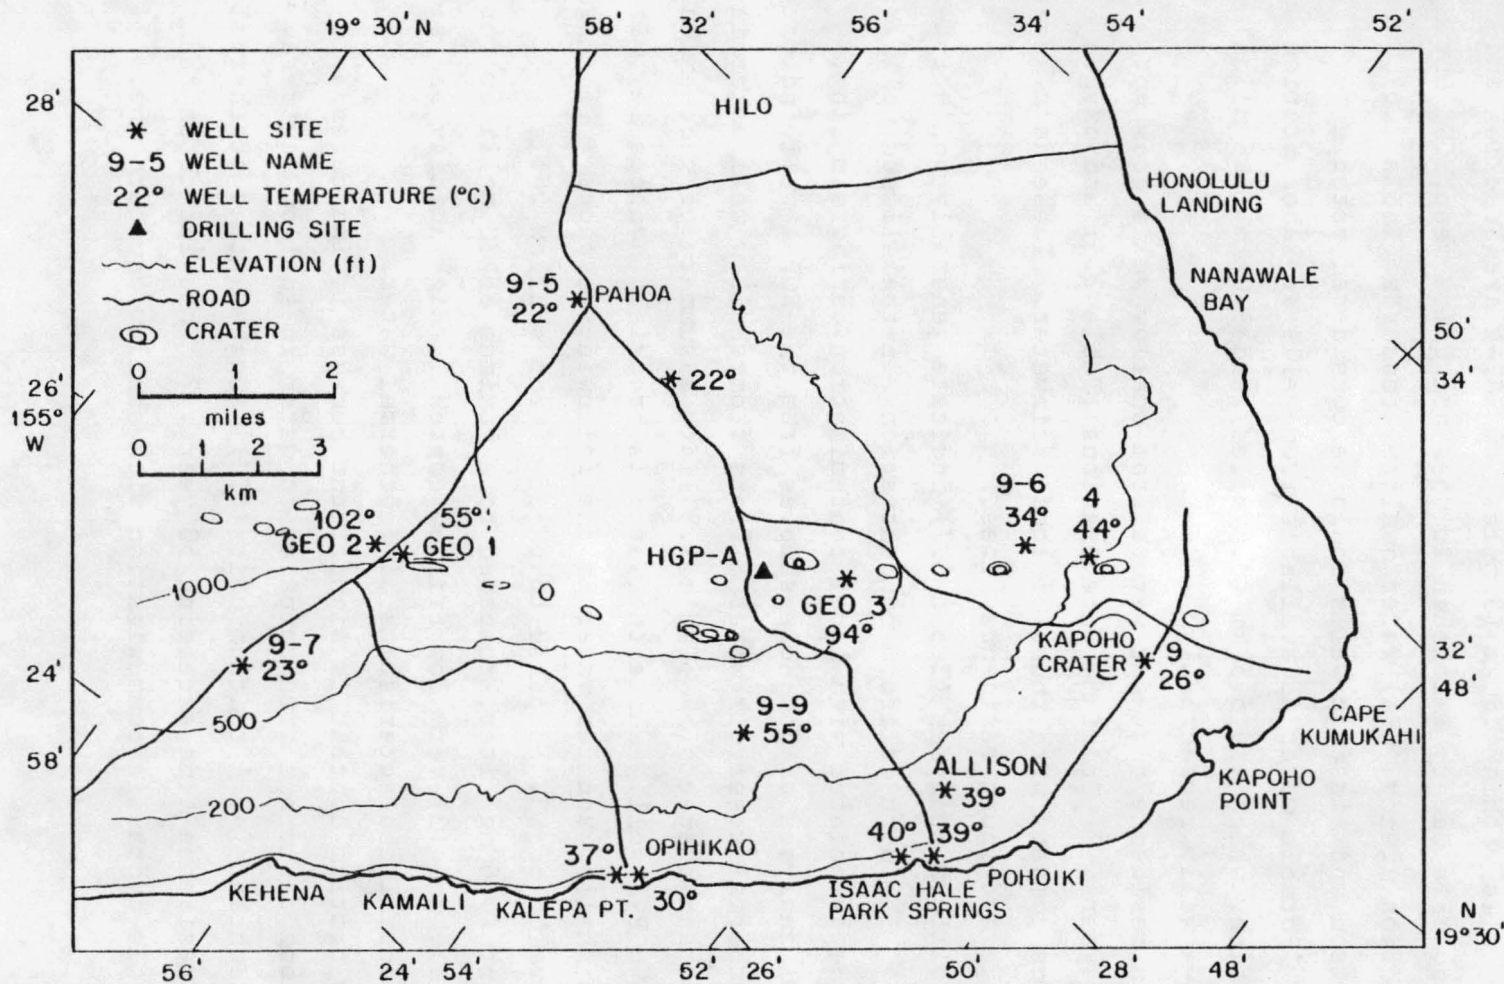 19° 30' N 58' 32' 56' 34' 54' 52'
28'
HILO
* WELL SITE
9-5 WELL NAME
22° WELL TEMPERATURE (°C)
▲ DRILLING SITE
ELEVATION (ft)
ROAD
CRATER
0 1 2
miles
0 1 2 3
km
HONOLULU
LANDING
NANAWALE
BAY
9-5
22°
PAHOA
50'
34'
22°
26'
155°
W
9-6
34°
4
44°
102°
GEO 2
55°
GEO 1
HGP-A
GEO 3
94°
1000
KAPOHO
CRATER
9
26°
9-7
23°
24'
32'
48'
500
9-9
55°
CAPE
KUMUKAHI
58'
ALLISON
39°
KAPOHO
POINT
200
40°
39°
37°
OPIHIKAO
30°
KEHENA
KAMAILI
KALEPA PT.
ISAAC HALE
PARK SPRINGS
POHOIKI
N
19°30'
56' 24' 54' 52' 26' 50' 28' 48'